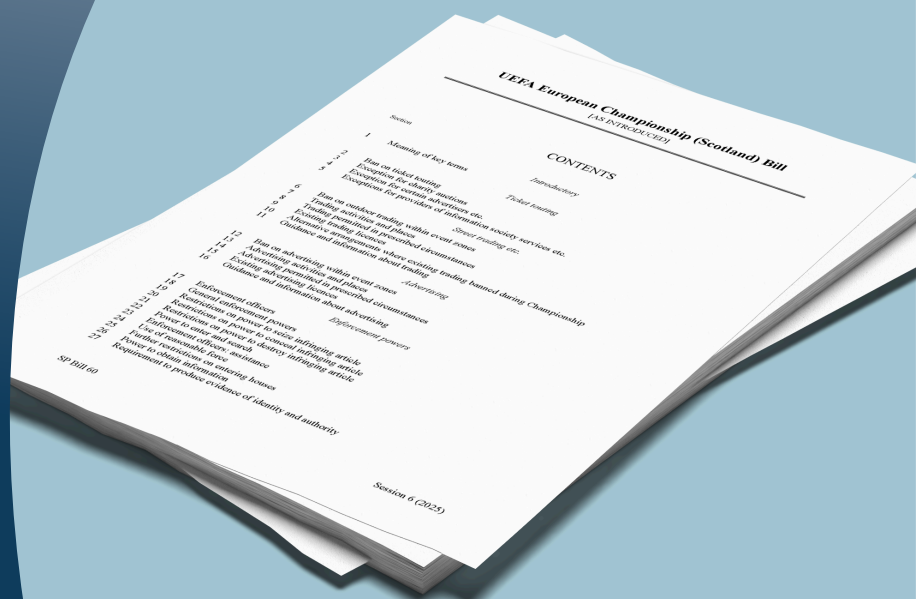 UEFA European Championship (Scotland) Bill
[AS INTRODUCED]
CONTENTS
Section
Introductory
1 Meaning of key terms
Ticket touting
2 Ban on ticket touting
3 Exception for charity auctions
4 Exception for certain advertisers etc.
5 Exceptions for providers of information society services etc.
Street trading etc.
6 Ban on outdoor trading within event zones
7 Trading activities and places
8 Trading permitted in prescribed circumstances
9 Existing trading licences
10 Alternative arrangements where existing trading banned during Championship
11 Guidance and information about trading
Advertising
12 Ban on advertising within event zones
13 Advertising activities and places
14 Advertising permitted in prescribed circumstances
15 Existing advertising licences
16 Guidance and information about advertising
Enforcement powers
17 Enforcement officers
18 General enforcement powers
19 Restrictions on power to seize infringing article
20 Restrictions on power to conceal infringing article
21 Restrictions on power to destroy infringing article
22 Power to enter and search
23 Enforcement officers: assistance
24 Use of reasonable force
25 Further restrictions on entering houses
26 Power to obtain information
27 Requirement to produce evidence of identity and authority
SP Bill 60
Session 6 (2025)